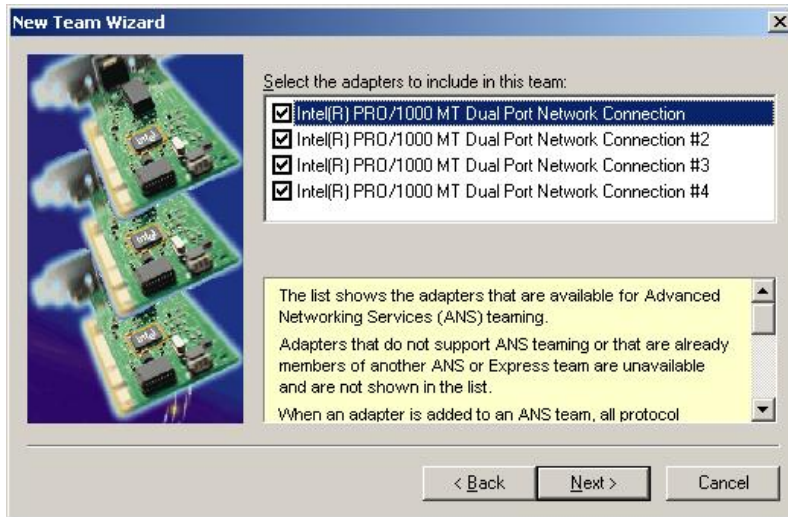 New Team Wizard
Select the adapters to include in this team:
Intel(R) PRO/1000 MT Dual Port Network Connection
Intel(R) PRO/1000 MT Dual Port Network Connection #2
Intel(R) PRO/1000 MT Dual Port Network Connection #3
Intel(R) PRO/1000 MT Dual Port Network Connection #4
The list shows the adapters that are available for Advanced
Networking Services (ANS) teaming.
Adapters that do not support ANS teaming or that are already
members of another ANS or Express team are unavailable
and are not shown in the list.
When an adapter is added to an ANS team, all protocol
< Back
Next >
Cancel